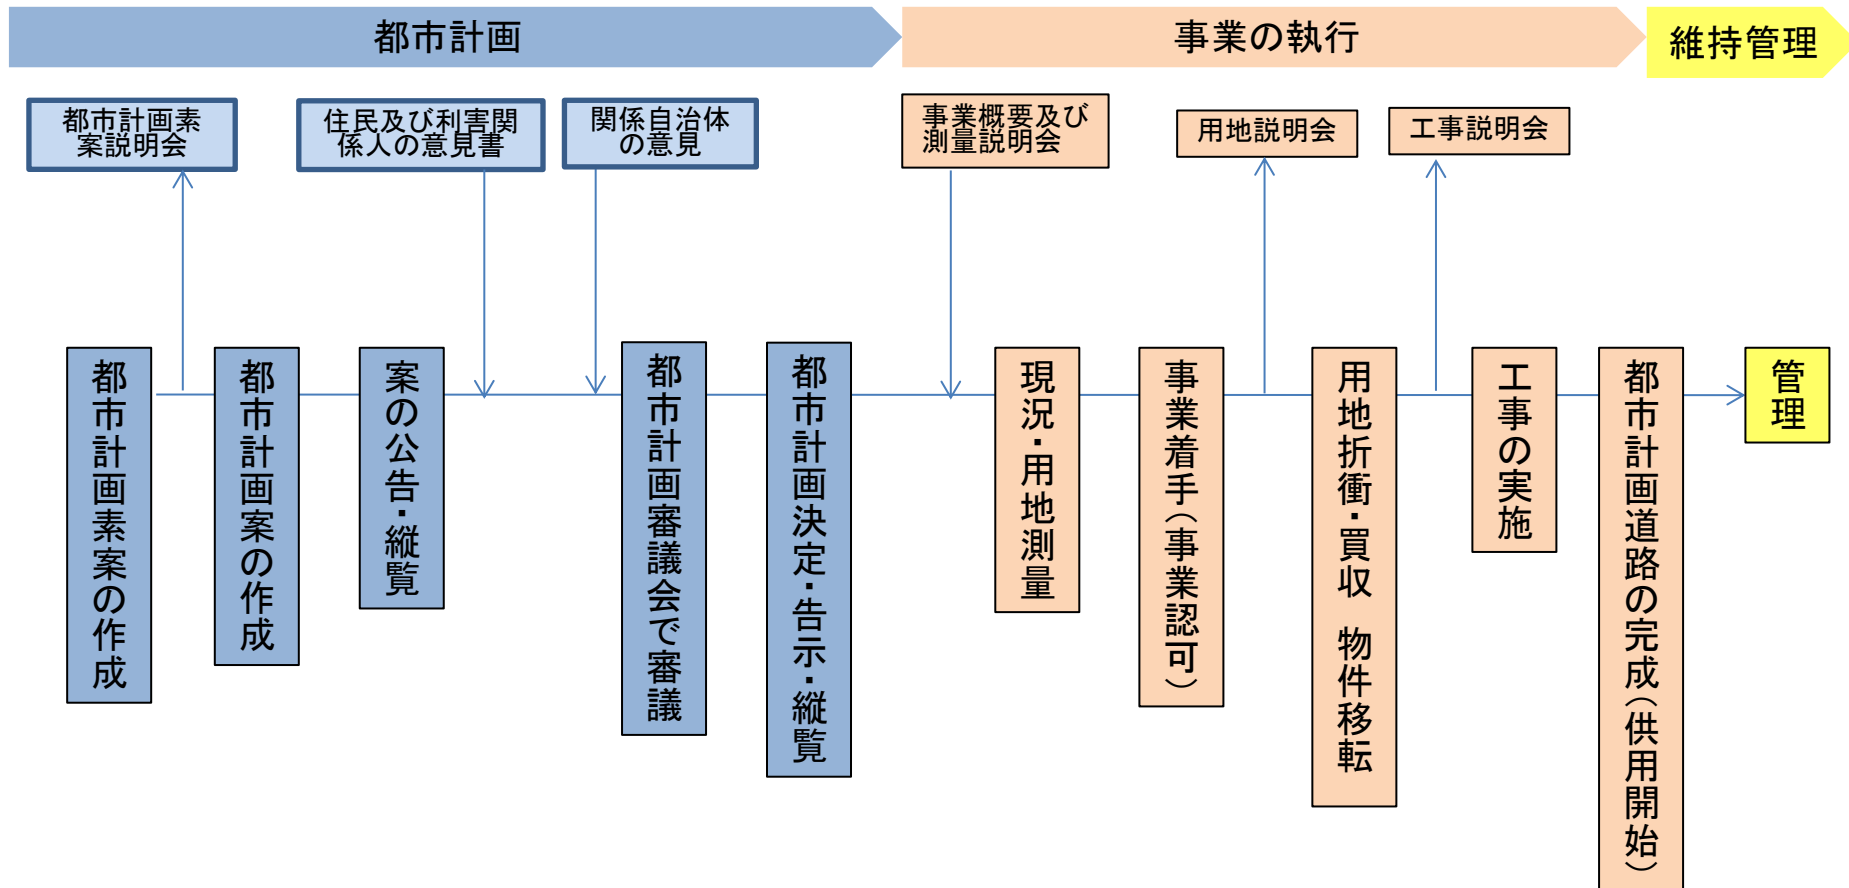 都市計画
事業の執行
維持管理
都市計画素
案説明会
住民及び利害関
係人の意見書
関係自治体
の意見
事業概要及び
測量説明会
用地説明会
工事説明会
都市計画素案の作成
都市計画案の作成
案の公告・縦覧
都市計画審議会で審議
都市計画決定・告示・縦覧
現況・用地測量
事業着手(事業認可)
用地折衝・買収 物件移転
工事の実施
都市計画道路の完成(供用開始)
管理